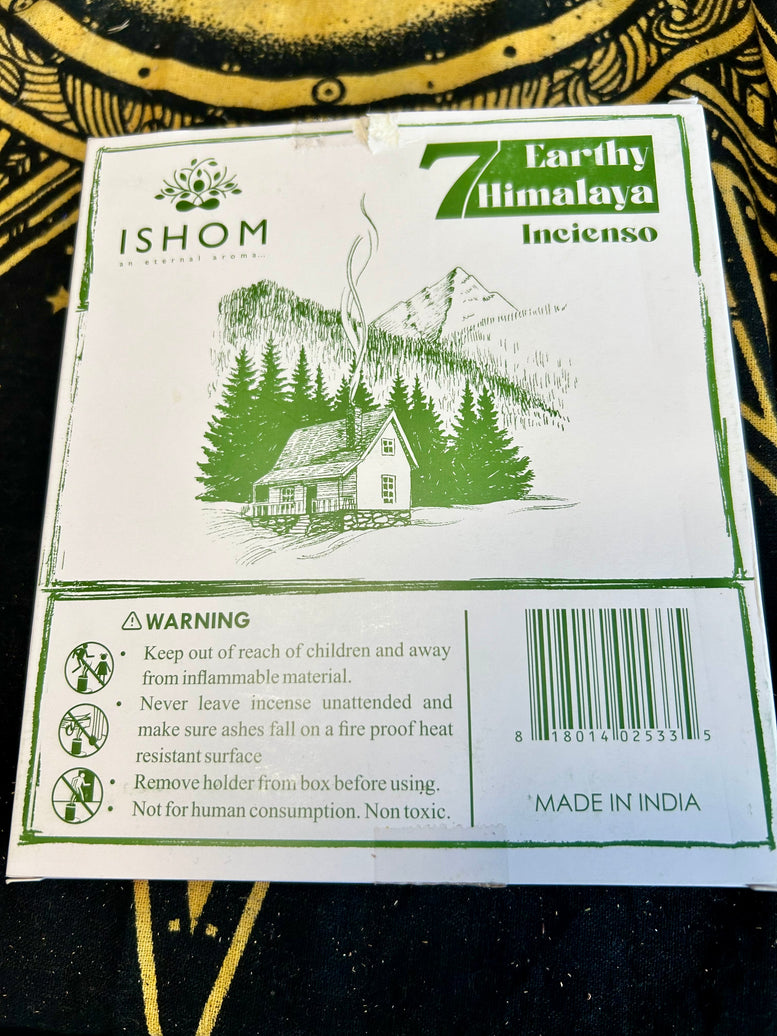 ISHOM
an eternal aroma...
7 Earthy
Himalaya
Incienso
⚠ WARNING
• Keep out of reach of children and away
from inflammable material.
• Never leave incense unattended and
make sure ashes fall on a fire proof heat
resistant surface
• Remove holder from box before using.
• Not for human consumption. Non toxic.
8 18014 02533 5
MADE IN INDIA